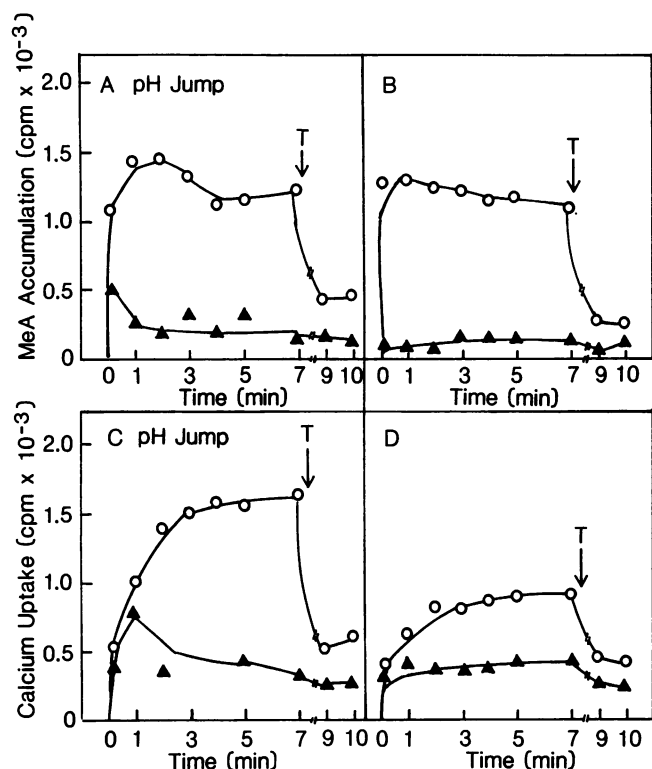 MeA Accumulation (cpm x 10⁻³)
2.0
1.5
1.0
0.5
0
A pH Jump
T
B
T
0 1 3 5 7 9 10
Time (min)
0 1 3 5 7 9 10
Time (min)
Calcium Uptake (cpm x 10⁻³)
2.0
1.5
1.0
0.5
0
C pH Jump
T
D
T
0 1 3 5 7 9 10
Time (min)
0 1 3 5 7 9 10
Time (min)